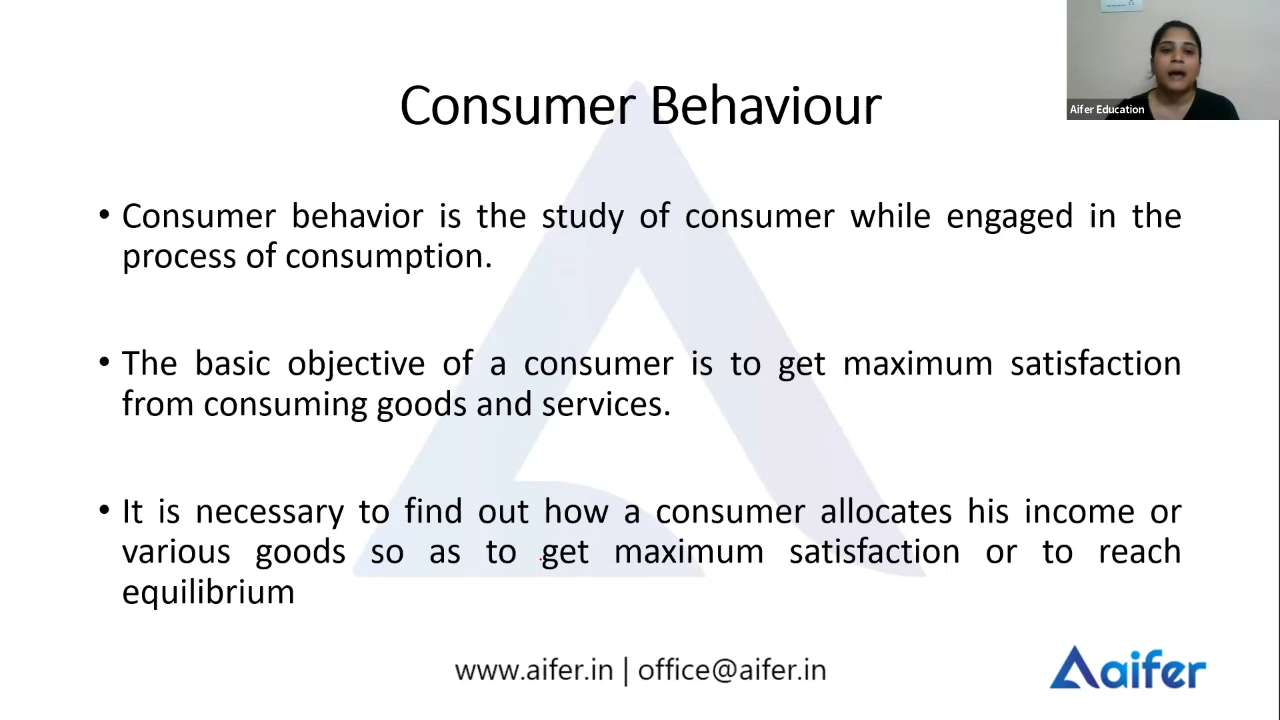 Aifer Education
Consumer Behaviour
• Consumer behavior is the study of consumer while engaged in the
process of consumption.
• The basic objective of a consumer is to get maximum satisfaction
from consuming goods and services.
• It is necessary to find out how a consumer allocates his income or
various goods so as to get maximum satisfaction or to reach
equilibrium
www.aifer.in | office@aifer.in
aifer